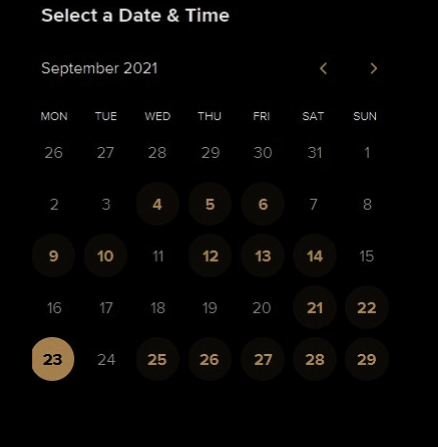 Select a Date & Time
September 2021
MON TUE WED THU FRI SAT SUN
26 27 28 29 30 31 1
2 3 4 5 6 7 8
9 10 11 12 13 14 15
16 17 18 19 20 21 22
23 24 25 26 27 28 29